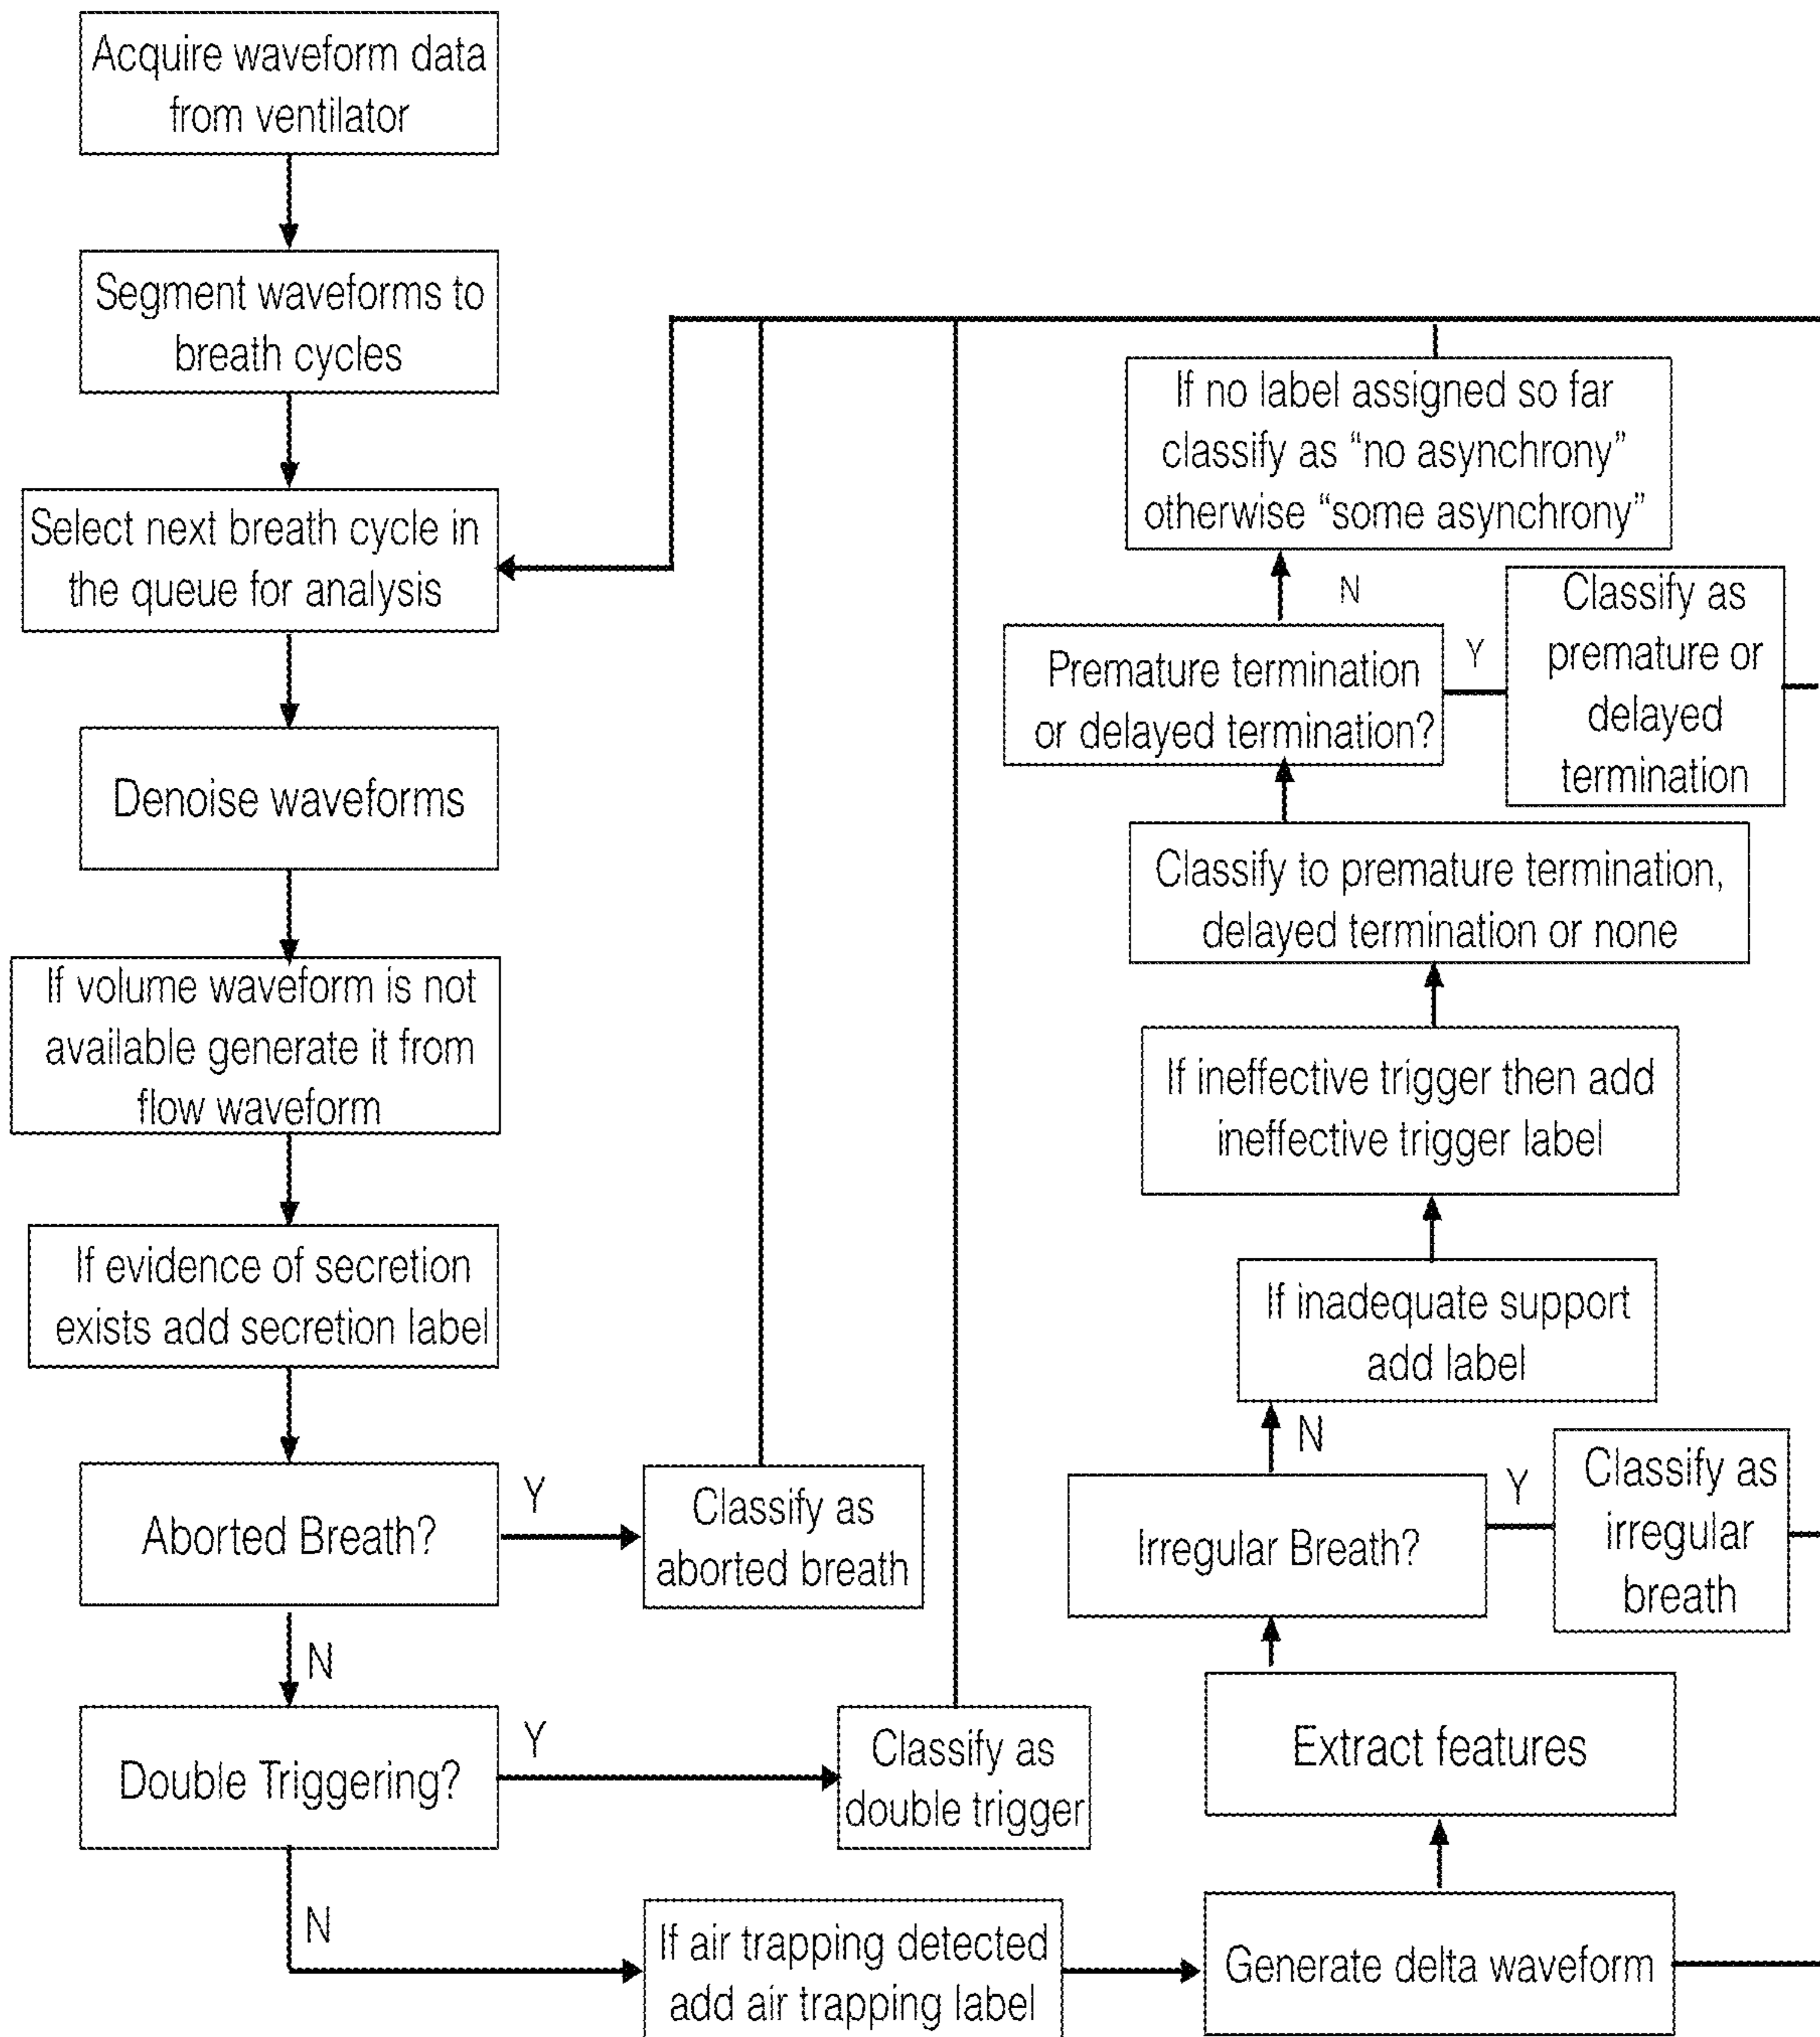 Acquire waveform data
from ventilator
Segment waveforms to
breath cycles
Select next breath cycle in
the queue for analysis
Denoise waveforms
If volume waveform is not
available generate it from
flow waveform
If evidence of secretion
exists add secretion label
Aborted Breath?
Y
Classify as
aborted breath
N
Double Triggering?
Y
Classify as
double trigger
N
If air trapping detected
add air trapping label
Generate delta waveform
Extract features
Irregular Breath?
Y
Classify as
irregular
breath
N
If inadequate support
add label
If ineffective trigger then add
ineffective trigger label
Classify to premature termination,
delayed termination or none
Premature termination
or delayed termination?
Y
Classify as
premature or
delayed
termination
N
If no label assigned so far
classify as “no asynchrony”
otherwise “some asynchrony”